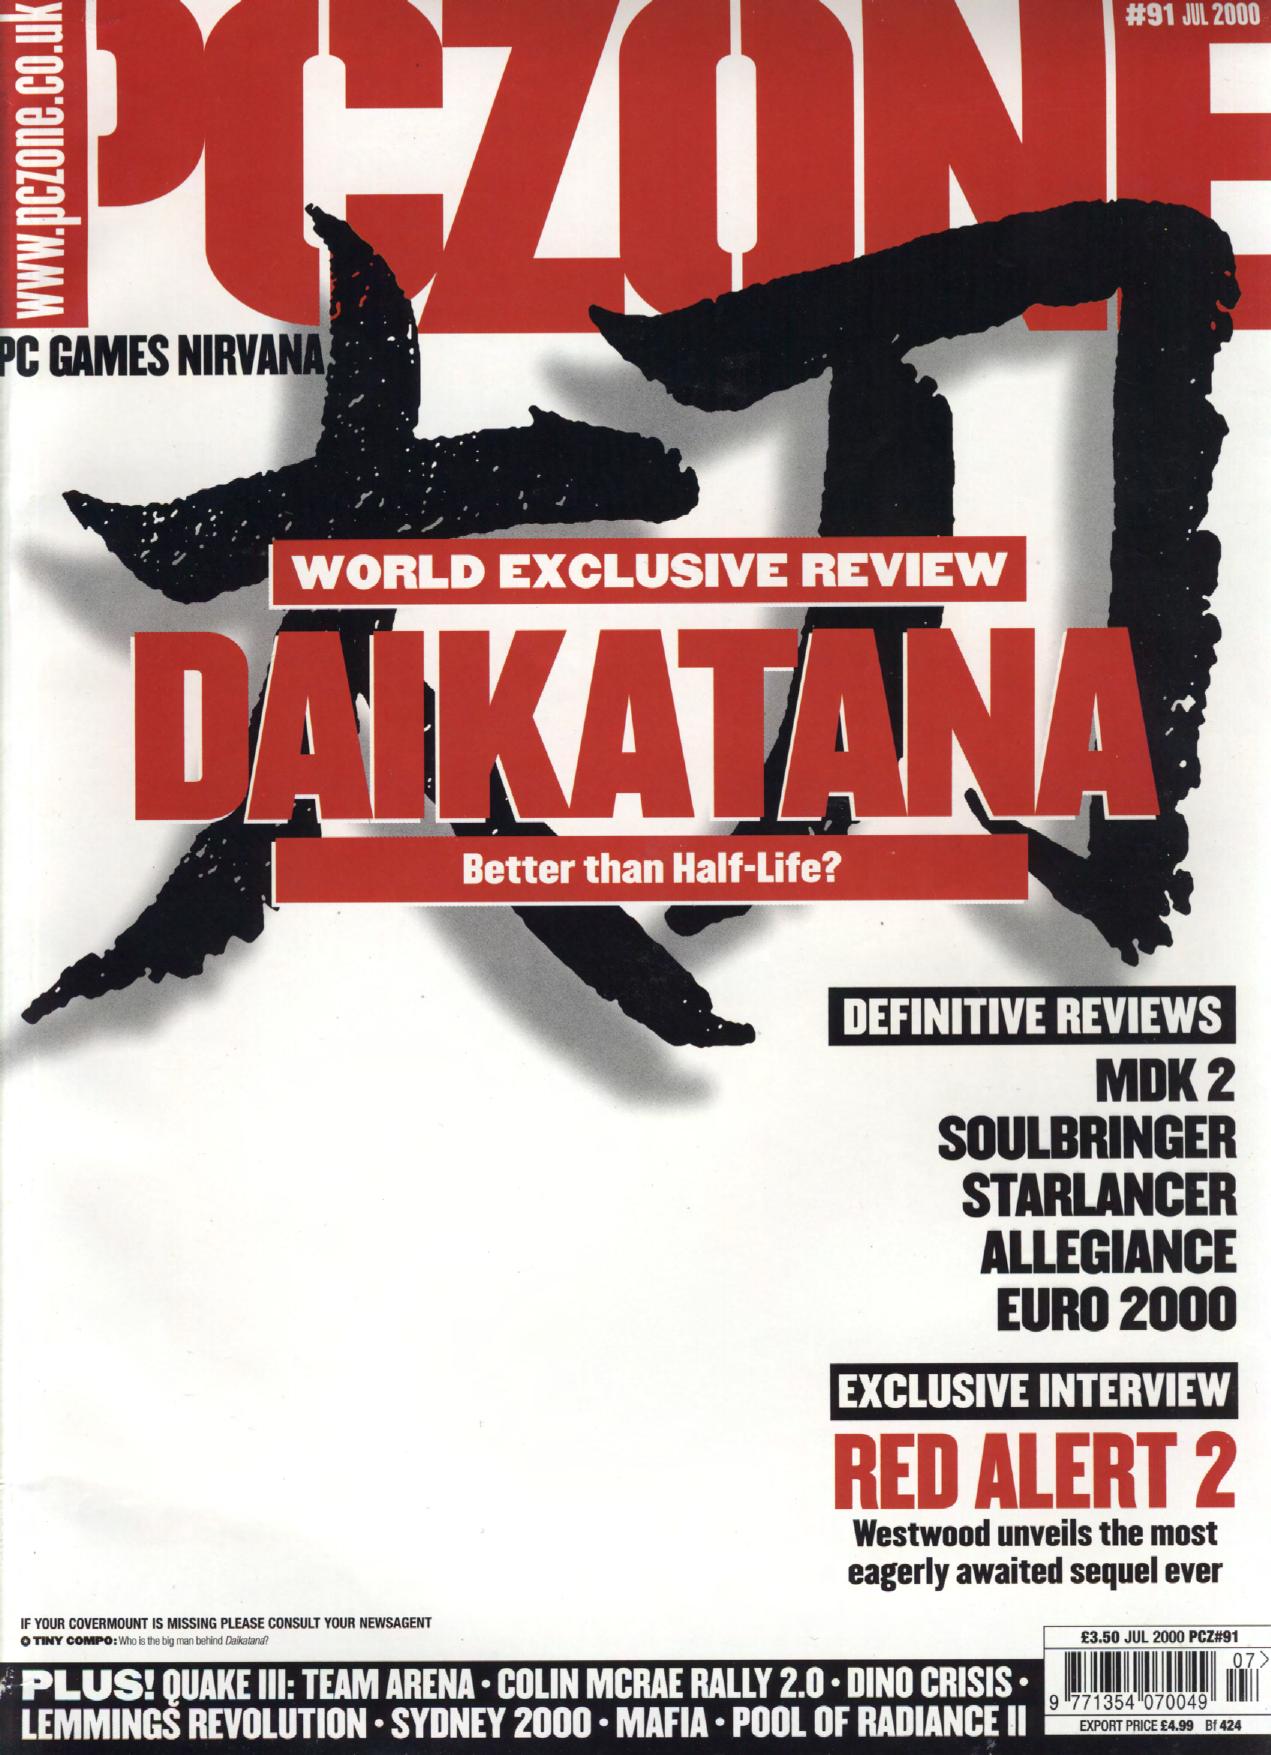 #91 JUL 2000
www.pczone.co.uk
PCZONE
PC GAMES NIRVANA
大刀
WORLD EXCLUSIVE REVIEW
DAIKATANA
Better than Half-Life?
DEFINITIVE REVIEWS
MDK 2
SOULBRINGER
STARLANCER
ALLEGIANCE
EURO 2000
EXCLUSIVE INTERVIEW
RED ALERT 2
Westwood unveils the most
eagerly awaited sequel ever
IF YOUR COVERMOUNT IS MISSING PLEASE CONSULT YOUR NEWSAGENT
TINY COMPO: Who is the big man behind Daikatana?
PLUS! QUAKE III: TEAM ARENA • COLIN MCRAE RALLY 2.0 • DINO CRISIS •
LEMMINGS REVOLUTION • SYDNEY 2000 • MAFIA • POOL OF RADIANCE II
£3.50 JUL 2000 PCZ#91
07>
9 771354 070049
EXPORT PRICE £4.99 Bf 424